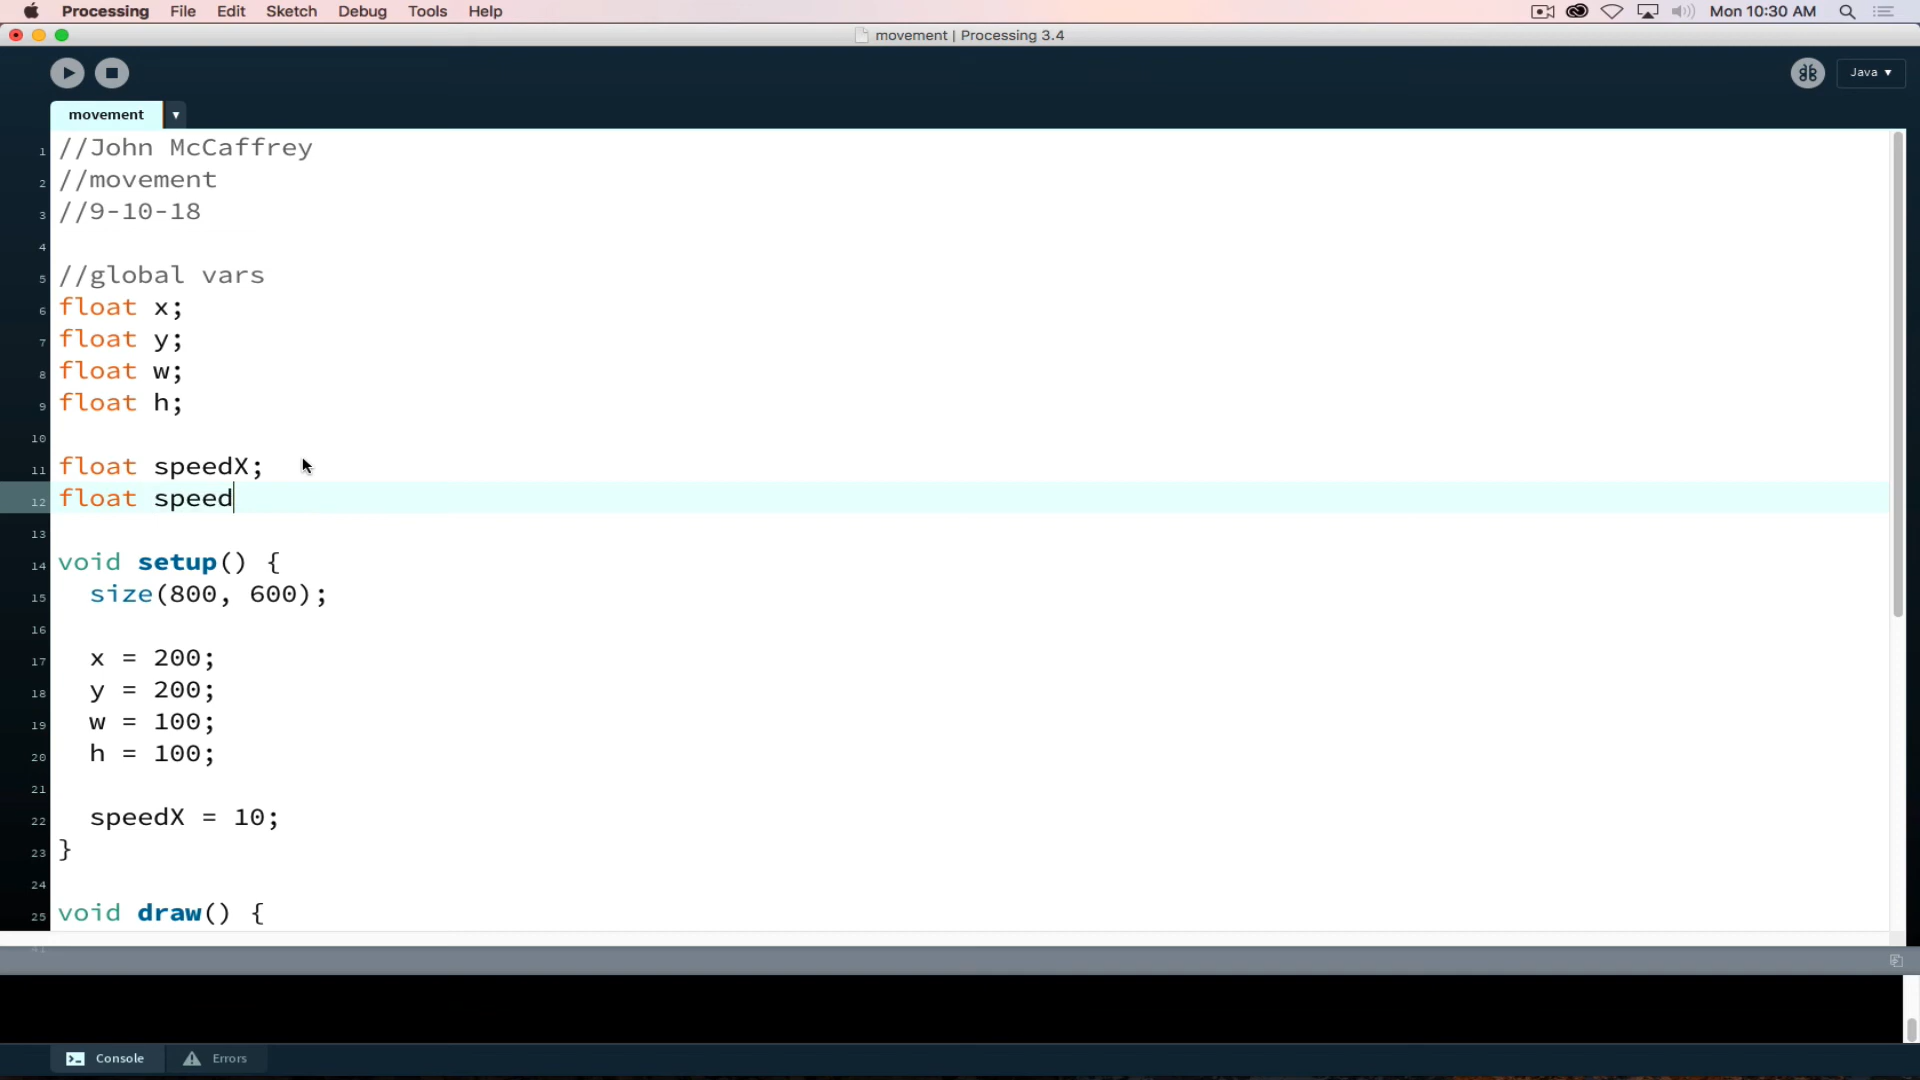 Processing File Edit Sketch Debug Tools Help Mon 10:30 AM
movement | Processing 3.4
Java ▾
movement ▾
1 //John McCaffrey
2 //movement
3 //9-10-18
4
5 //global vars
6 float x;
7 float y;
8 float w;
9 float h;
10
11 float speedX;
12 float speed
13
14 void setup() {
15 size(800, 600);
16
17 x = 200;
18 y = 200;
19 w = 100;
20 h = 100;
21
22 speedX = 10;
23 }
24
25 void draw() {
41
Console Errors